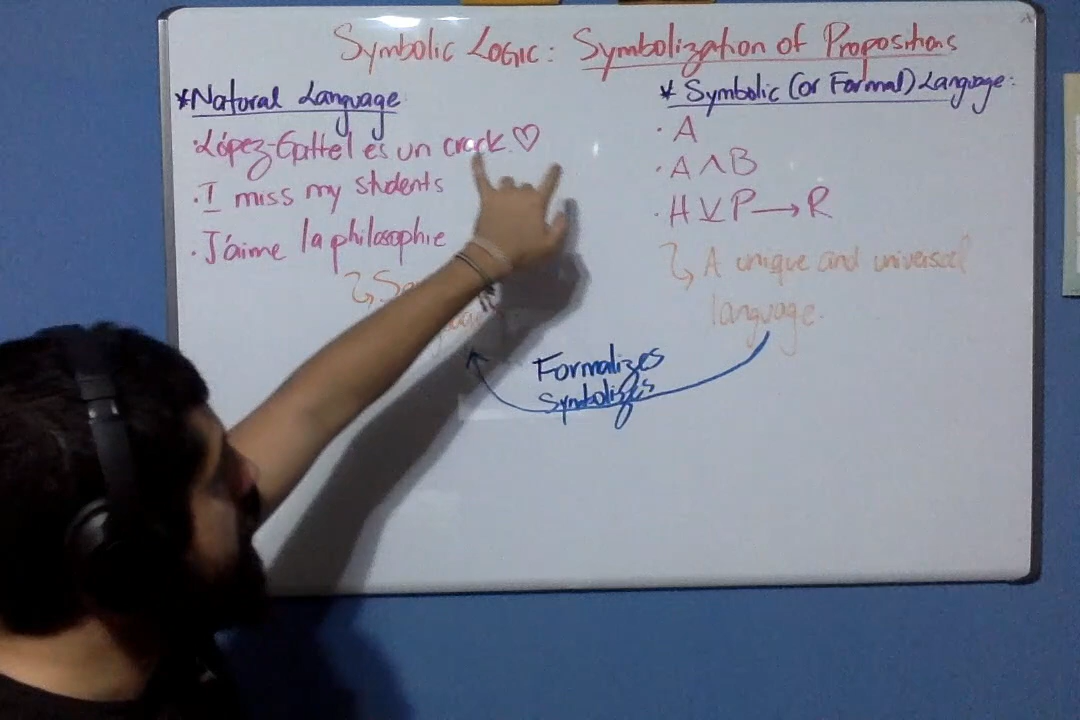 Symbolic Logic: Symbolization of Propositions
*Natural Language
·López-Gattel es un crack.♡
·I miss my students
·J'aime la philosophie
* Symbolic (or Formal) Language:
·A
·A∧B
·H⊻P→R
↳ A unique and universal
language.
Formalizes
Symbolizes